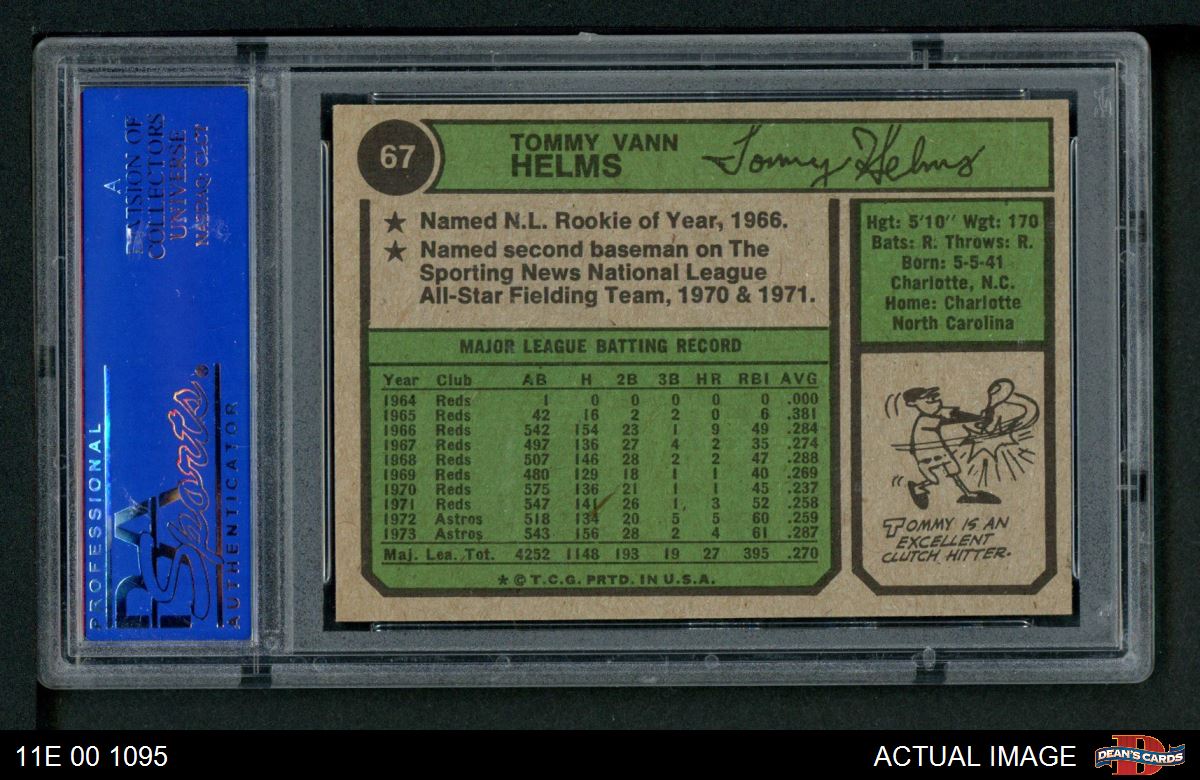 A
DIVISION OF
COLLECTORS
UNIVERSE
NASDAQ: CLCT
PROFESSIONAL
PSA
Sports®
AUTHENTICATOR
67
TOMMY VANN
HELMS
Tommy Helms
★ Named N.L. Rookie of Year, 1966.
★ Named second baseman on The
Sporting News National League
All-Star Fielding Team, 1970 & 1971.
Hgt: 5'10" Wgt: 170
Bats: R. Throws: R.
Born: 5-5-41
Charlotte, N.C.
Home: Charlotte
North Carolina
MAJOR LEAGUE BATTING RECORD
Year Club AB H 2B 3B HR RBI AVG
1964 Reds 1 0 0 0 0 0 .000
1965 Reds 42 16 2 2 0 6 .381
1966 Reds 542 154 23 1 9 49 .284
1967 Reds 497 136 27 4 2 35 .274
1968 Reds 507 146 28 2 2 47 .288
1969 Reds 480 129 18 1 1 40 .269
1970 Reds 575 136 21 1 1 45 .237
1971 Reds 547 141 26 1 3 52 .258
1972 Astros 518 134 20 5 5 60 .259
1973 Astros 543 156 28 2 4 61 .287
Maj. Lea. Tot. 4252 1148 193 19 27 395 .270
* © T.C.G. PRTD. IN U.S.A.
TOMMY IS AN
EXCELLENT
CLUTCH HITTER.
11E 00 1095
ACTUAL IMAGE
DEAN'S CARDS